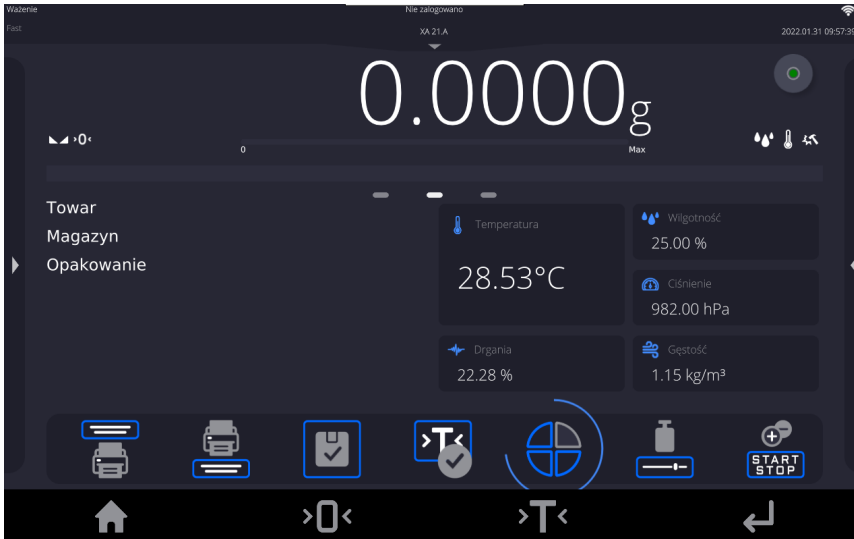 Ważenie
Nie zalogowano
Fast
XA 21.A
2022.01.31 09:57:39
0.0000g
>0<
0
Max
Towar
Magazyn
Opakowanie
Temperatura
28.53°C
Wilgotność
25.00 %
Ciśnienie
982.00 hPa
Drgania
22.28 %
Gęstość
1.15 kg/m³
>T<
START
STOP
>0<
>T<